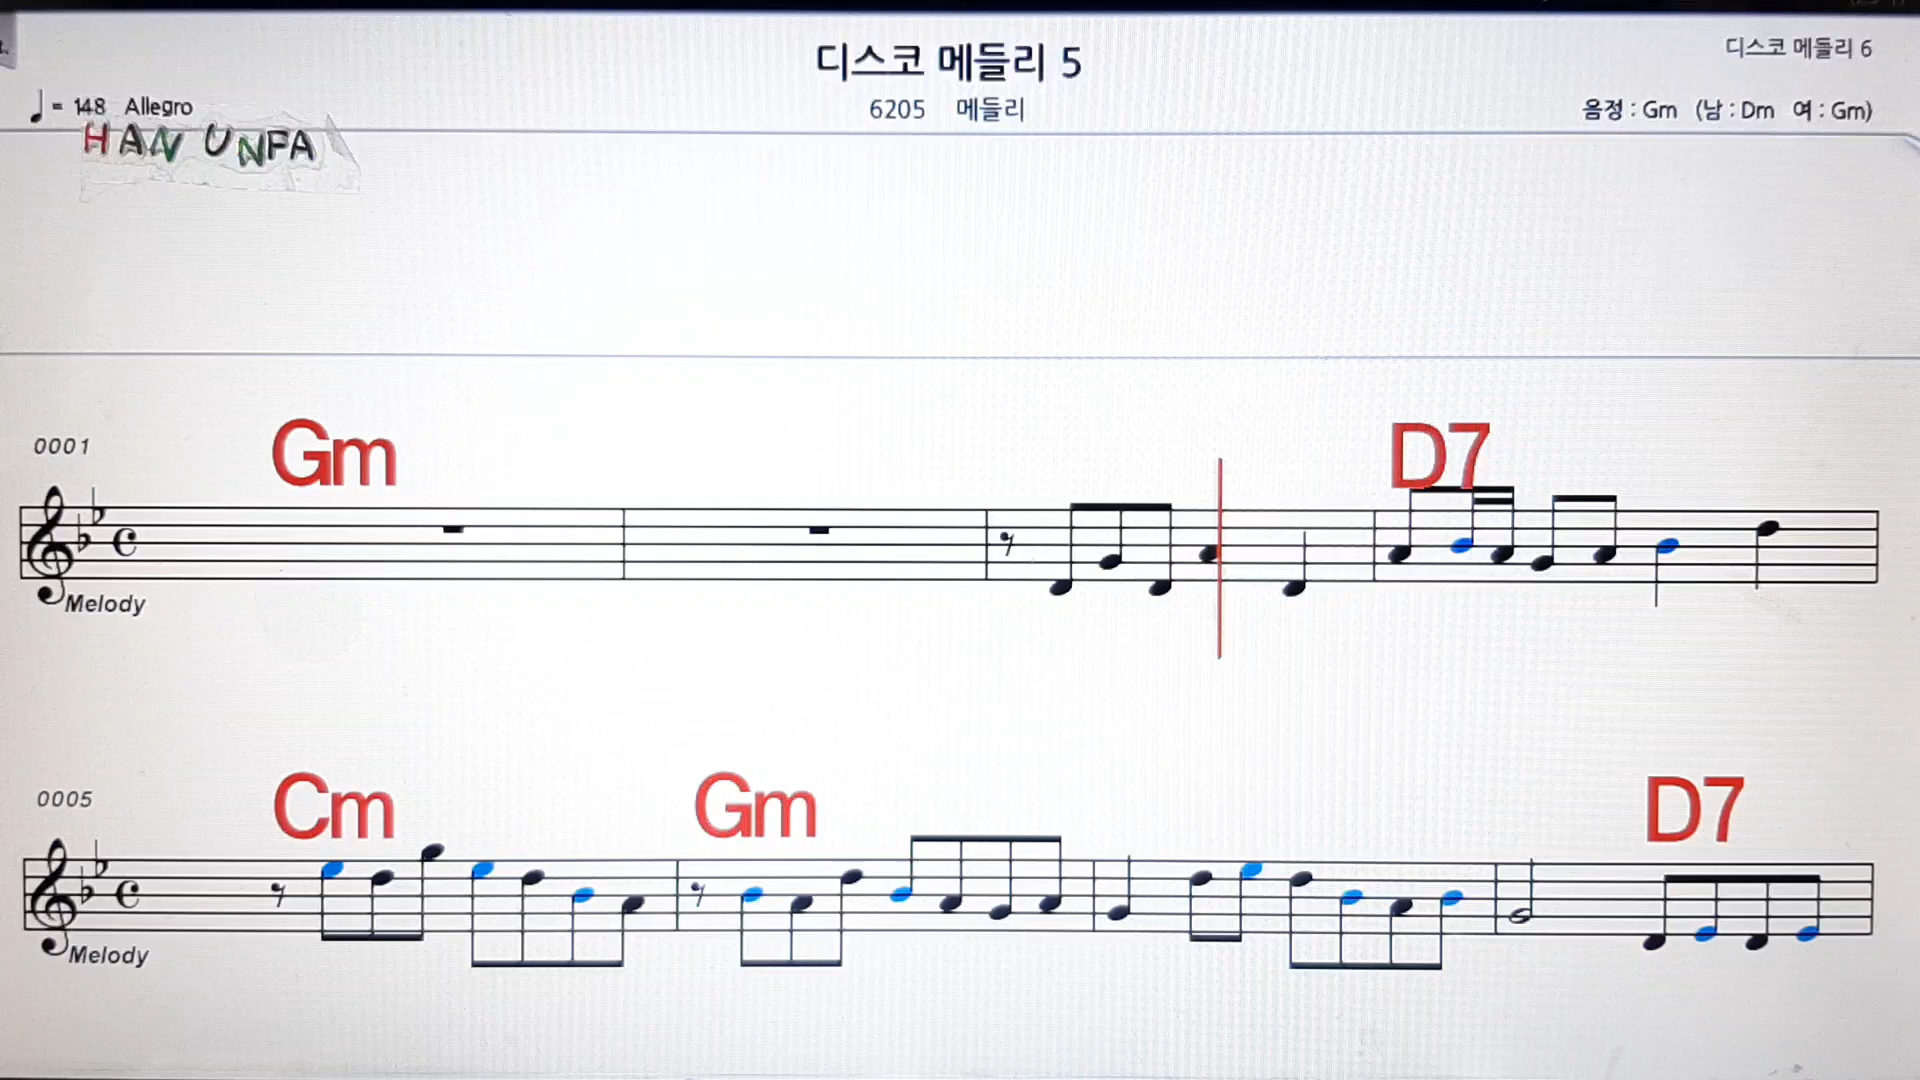 디스코 메들리 5
디스코 메들리 6
♩= 148 Allegro
6205 메들리
음정 : Gm (남 : Dm 여 : Gm)
HAN UNFA
0001
Gm D7
Melody
0005
Cm Gm D7
Melody